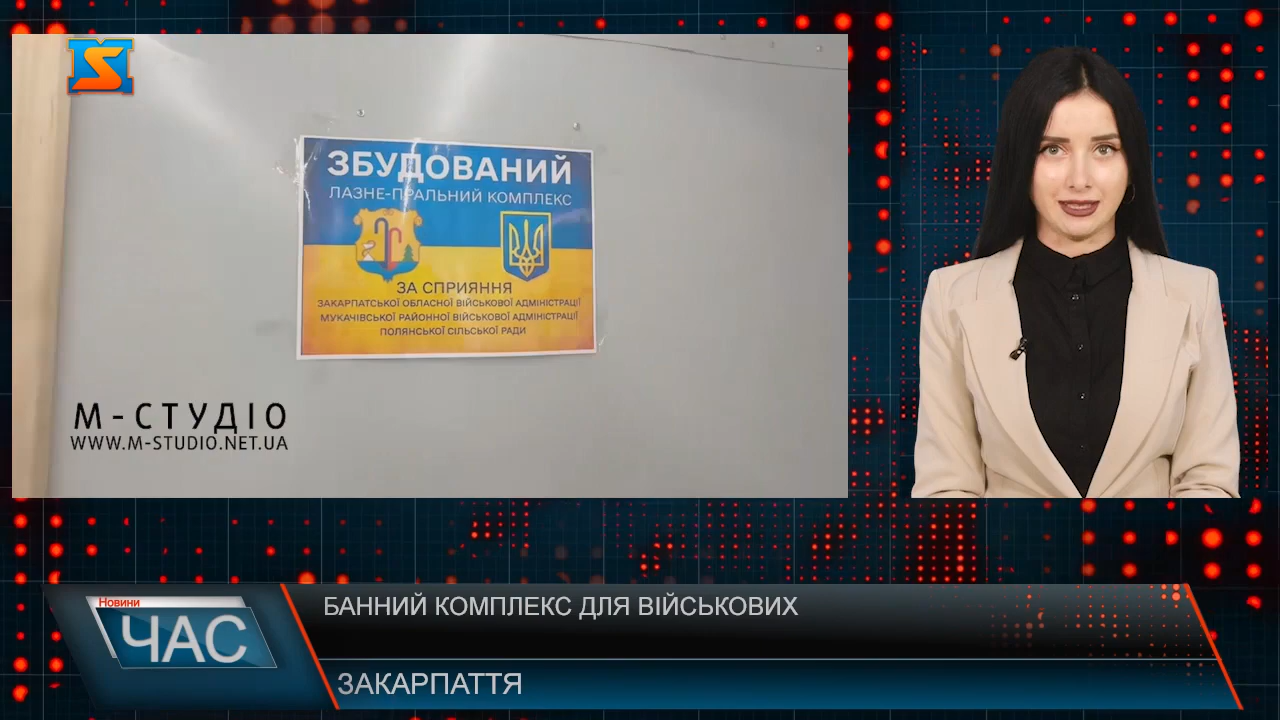 ЗБУДОВАНИЙ
ЛАЗНЕ-ПРАЛЬНИЙ КОМПЛЕКС
ЗА СПРИЯННЯ
ЗАКАРПАТСЬКОЇ ОБЛАСНОЇ ВІЙСЬКОВОЇ АДМІНІСТРАЦІЇ
МУКАЧІВСЬКОЇ РАЙОННОЇ ВІЙСЬКОВОЇ АДМІНІСТРАЦІЇ
ПОЛЯНСЬКОЇ СІЛЬСЬКОЇ РАДИ
М-СТУДІО
WWW.M-STUDIO.NET.UA
Новини
ЧАС
БАННИЙ КОМПЛЕКС ДЛЯ ВІЙСЬКОВИХ
ЗАКАРПАТТЯ